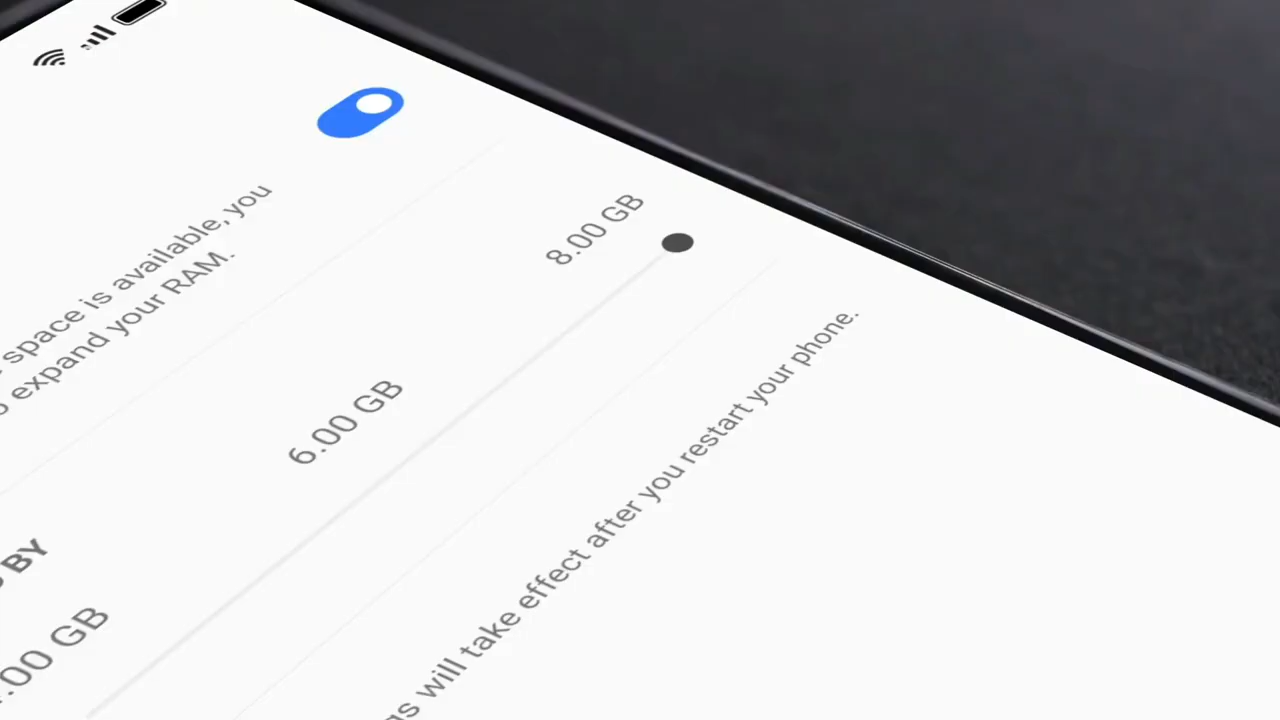 space is available, you
expand your RAM.
BY
.00 GB
6.00 GB
8.00 GB
will take effect after you restart your phone.